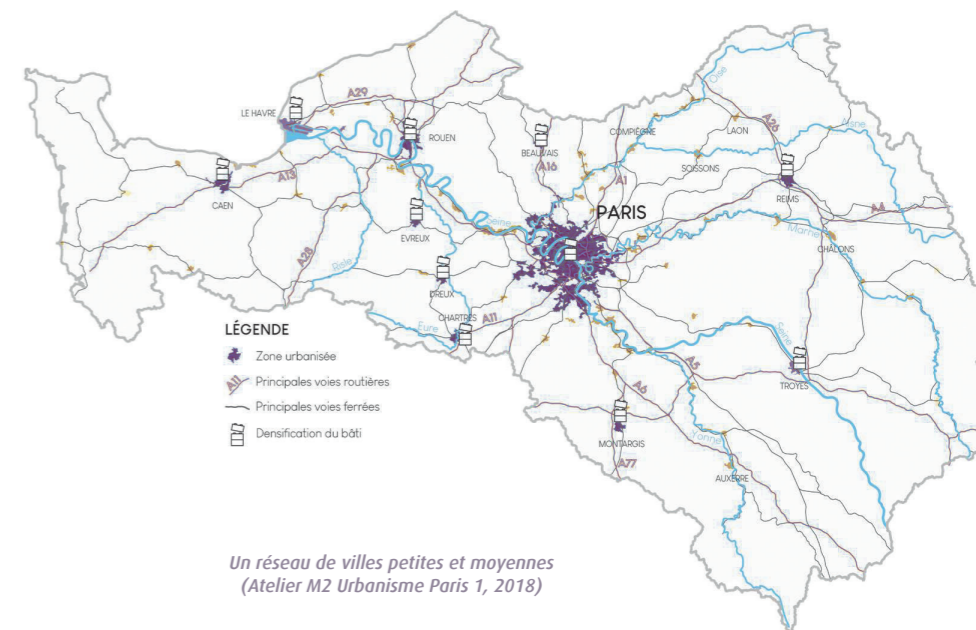 Oise
A29
LE HAVRE
ROUEN
COMPIÈGNE
LAON
A26
Aisne
BEAUVAIS
A16
SOISSONS
A1
A13
CAEN
REIMS
PARIS
A4
Seine
EVREUX
Marne
CHÂLONS
A28
DREUX
CHARTRES
A11
Eure
Seine
A5
TROYES
A6
MONTARGIS
Yonne
A77
AUXERRE
LÉGENDE
Zone urbanisée
A11 Principales voies routières
Principales voies ferrées
Densification du bâti
Un réseau de villes petites et moyennes
(Atelier M2 Urbanisme Paris 1, 2018)